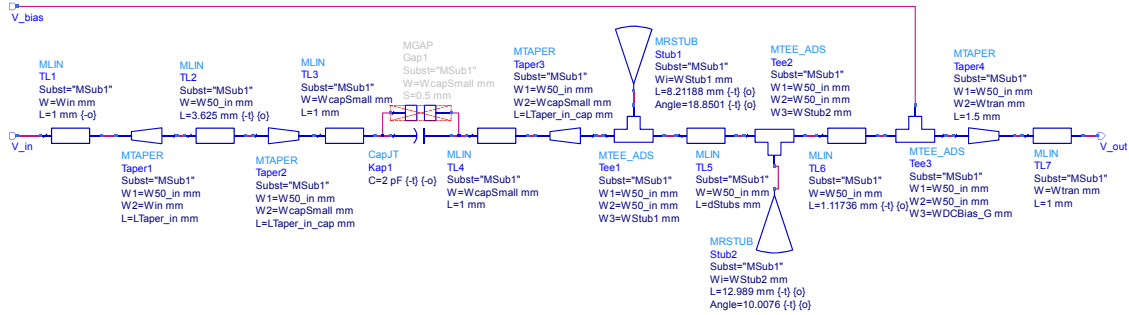 V_bias
MLIN
TL1
Subst="MSub1"
W=Win mm
L=1 mm {-o}
MLIN
TL2
Subst="MSub1"
W=W50_in mm
L=3.625 mm {-t} {o}
MLIN
TL3
Subst="MSub1"
W=WcapSmall mm
L=1 mm
MGAP
Gap1
Subst="MSub1"
W=WcapSmall mm
S=0.5 mm
MTAPER
Taper3
Subst="MSub1"
W1=W50_in mm
W2=WcapSmall mm
L=LTaper_in_cap mm
MRSTUB
Stub1
Subst="MSub1"
Wi=WStub1 mm
L=8.21188 mm {-t} {o}
Angle=18.8501 {-t} {o}
MTEE_ADS
Tee2
Subst="MSub1"
W1=W50_in mm
W2=W50_in mm
W3=WStub2 mm
MTAPER
Taper4
Subst="MSub1"
W1=W50_in mm
W2=Wtran mm
L=1.5 mm
V_in
MTAPER
Taper1
Subst="MSub1"
W1=W50_in mm
W2=Win mm
L=LTaper_in mm
MTAPER
Taper2
Subst="MSub1"
W1=W50_in mm
W2=WcapSmall mm
L=LTaper_in_cap mm
CapJT
Kap1
C=2 pF {-t} {-o}
MLIN
TL4
Subst="MSub1"
W=WcapSmall mm
L=1 mm
MTEE_ADS
Tee1
Subst="MSub1"
W1=W50_in mm
W2=W50_in mm
W3=WStub1 mm
MLIN
TL5
Subst="MSub1"
W=W50_in mm
L=dStubs mm
MRSTUB
Stub2
Subst="MSub1"
Wi=WStub2 mm
L=12.989 mm {-t} {o}
Angle=10.0076 {-t} {o}
MLIN
TL6
Subst="MSub1"
W=W50_in mm
L=1.11736 mm {-t} {o}
MTEE_ADS
Tee3
Subst="MSub1"
W1=W50_in mm
W2=W50_in mm
W3=WDCBias_G mm
MLIN
TL7
Subst="MSub1"
W=Wtran mm
L=1 mm
V_out